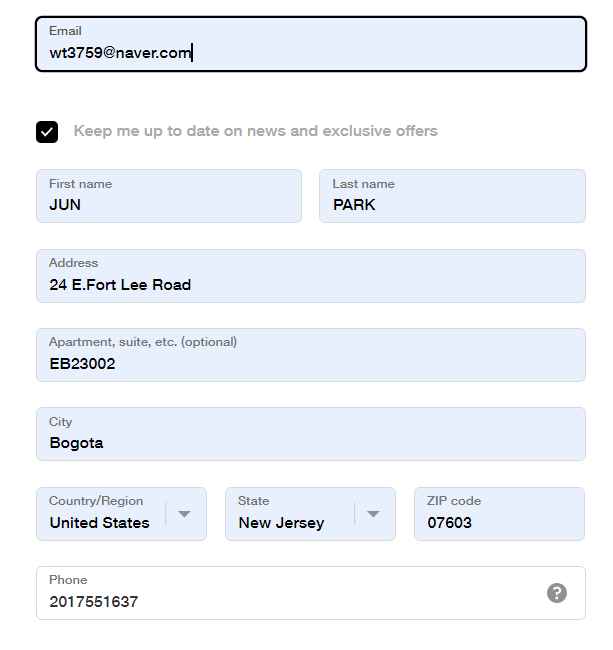 Email
wt3759@naver.com
Keep me up to date on news and exclusive offers
First name
JUN
Last name
PARK
Address
24 E.Fort Lee Road
Apartment, suite, etc. (optional)
EB23002
City
Bogota
Country/Region
United States
State
New Jersey
ZIP code
07603
Phone
2017551637
?